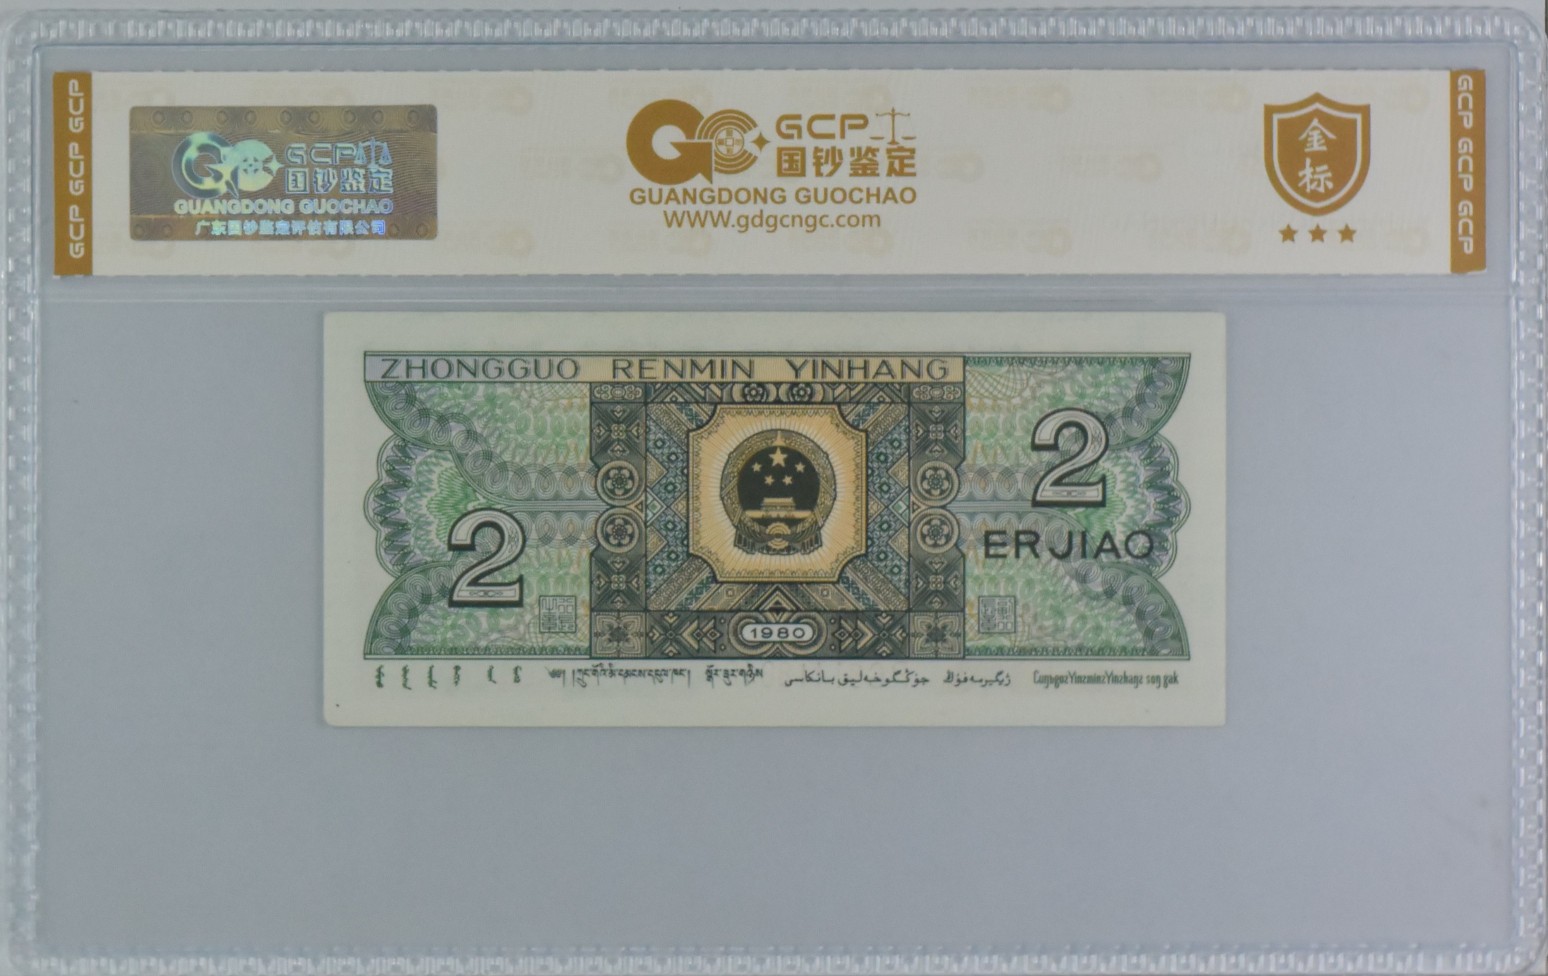 GCP GCP GCP
GCP
国钞鉴定
GUANGDONG GUOCHAO
广东国钞鉴定评估有限公司
GCP
国钞鉴定
GUANGDONG GUOCHAO
WWW.gdgcngc.com
金
标
GCP GCP GCP
ZHONGGUO RENMIN YINHANG
2
2
ERJIAO
1980